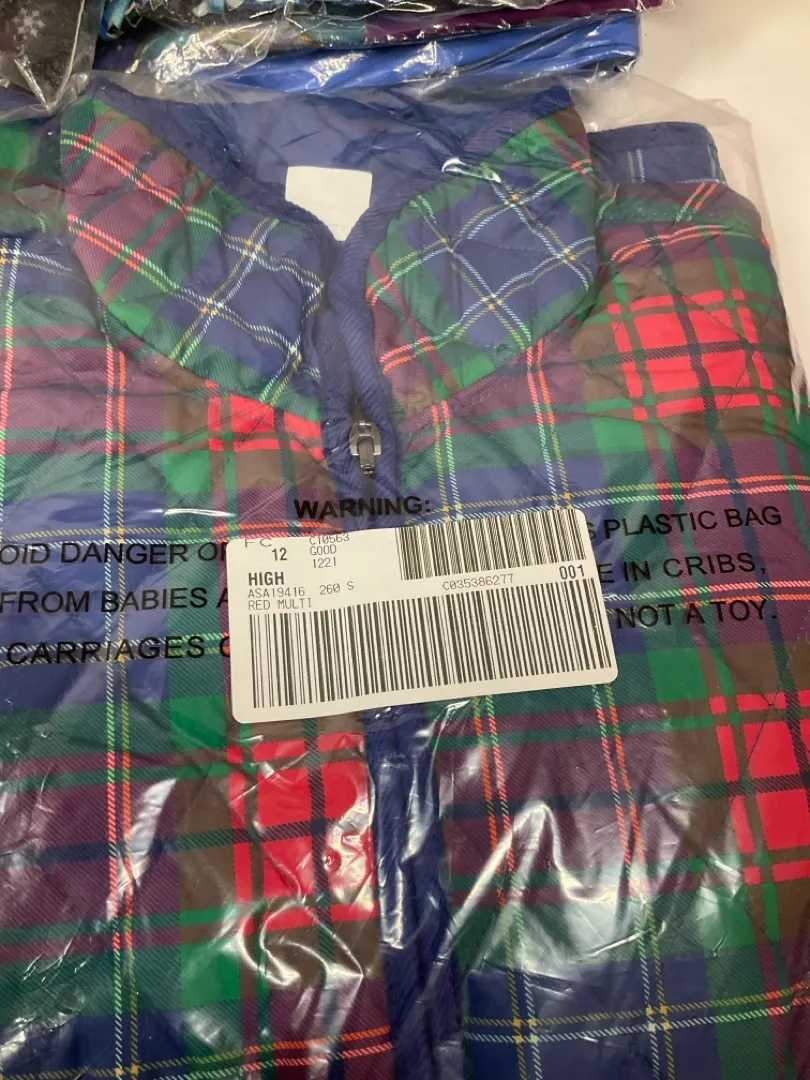 WARNING:
OID DANGER O
S PLASTIC BAG
FROM BABIES A
E IN CRIBS,
CARRIAGES
NOT A TOY.
FC 12 C10563
GOOD
1221
HIGH
ASA19416 260 S
RED MULTI
C035386277 001